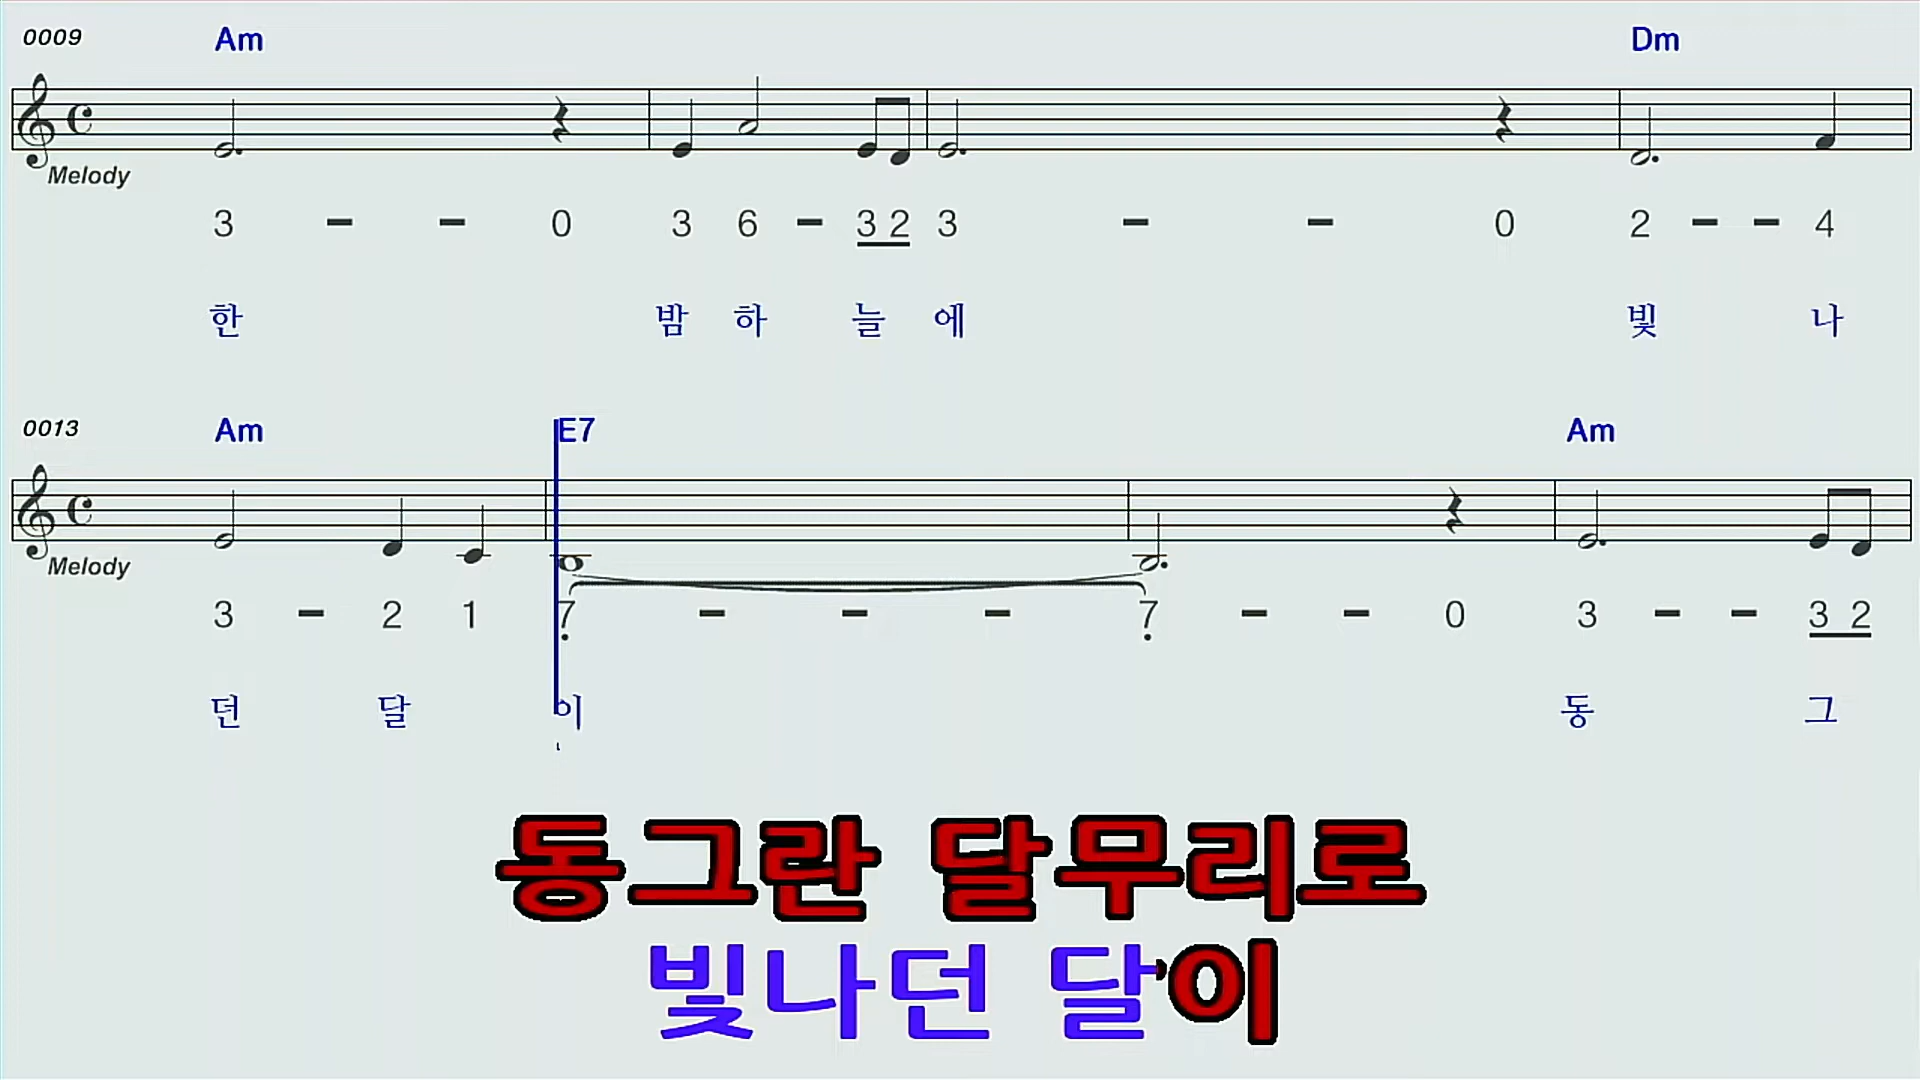 0009 Am Dm
Melody
3 - - 0 3 6 - 3 2 3 - - 0 2 - - 4
한 밤 하 늘 에 빛 나
0013 Am E7 Am
Melody
3 - 2 1 7 - - - 7 - - 0 3 - - 3 2
던 달 이 동 그
동그란 달무리로
빛나던 달이